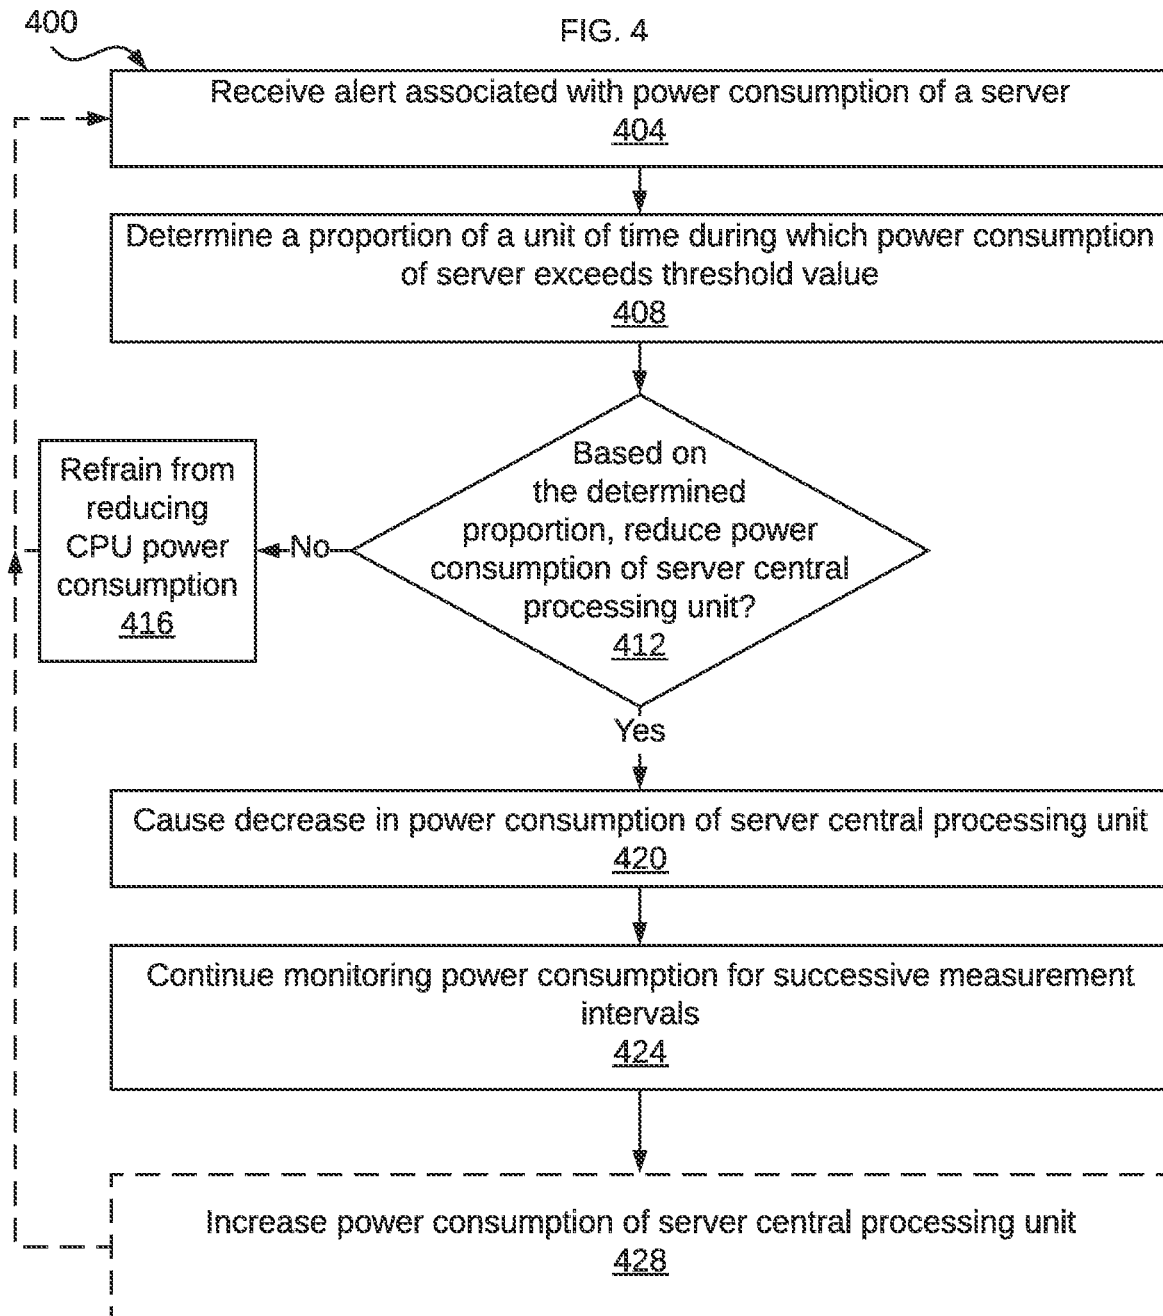 400
FIG. 4
Receive alert associated with power consumption of a server
404
Determine a proportion of a unit of time during which power consumption
of server exceeds threshold value
408
Based on
the determined
proportion, reduce power
consumption of server central
processing unit?
412
No
Refrain from
reducing
CPU power
consumption
416
Yes
Cause decrease in power consumption of server central processing unit
420
Continue monitoring power consumption for successive measurement
intervals
424
Increase power consumption of server central processing unit
428